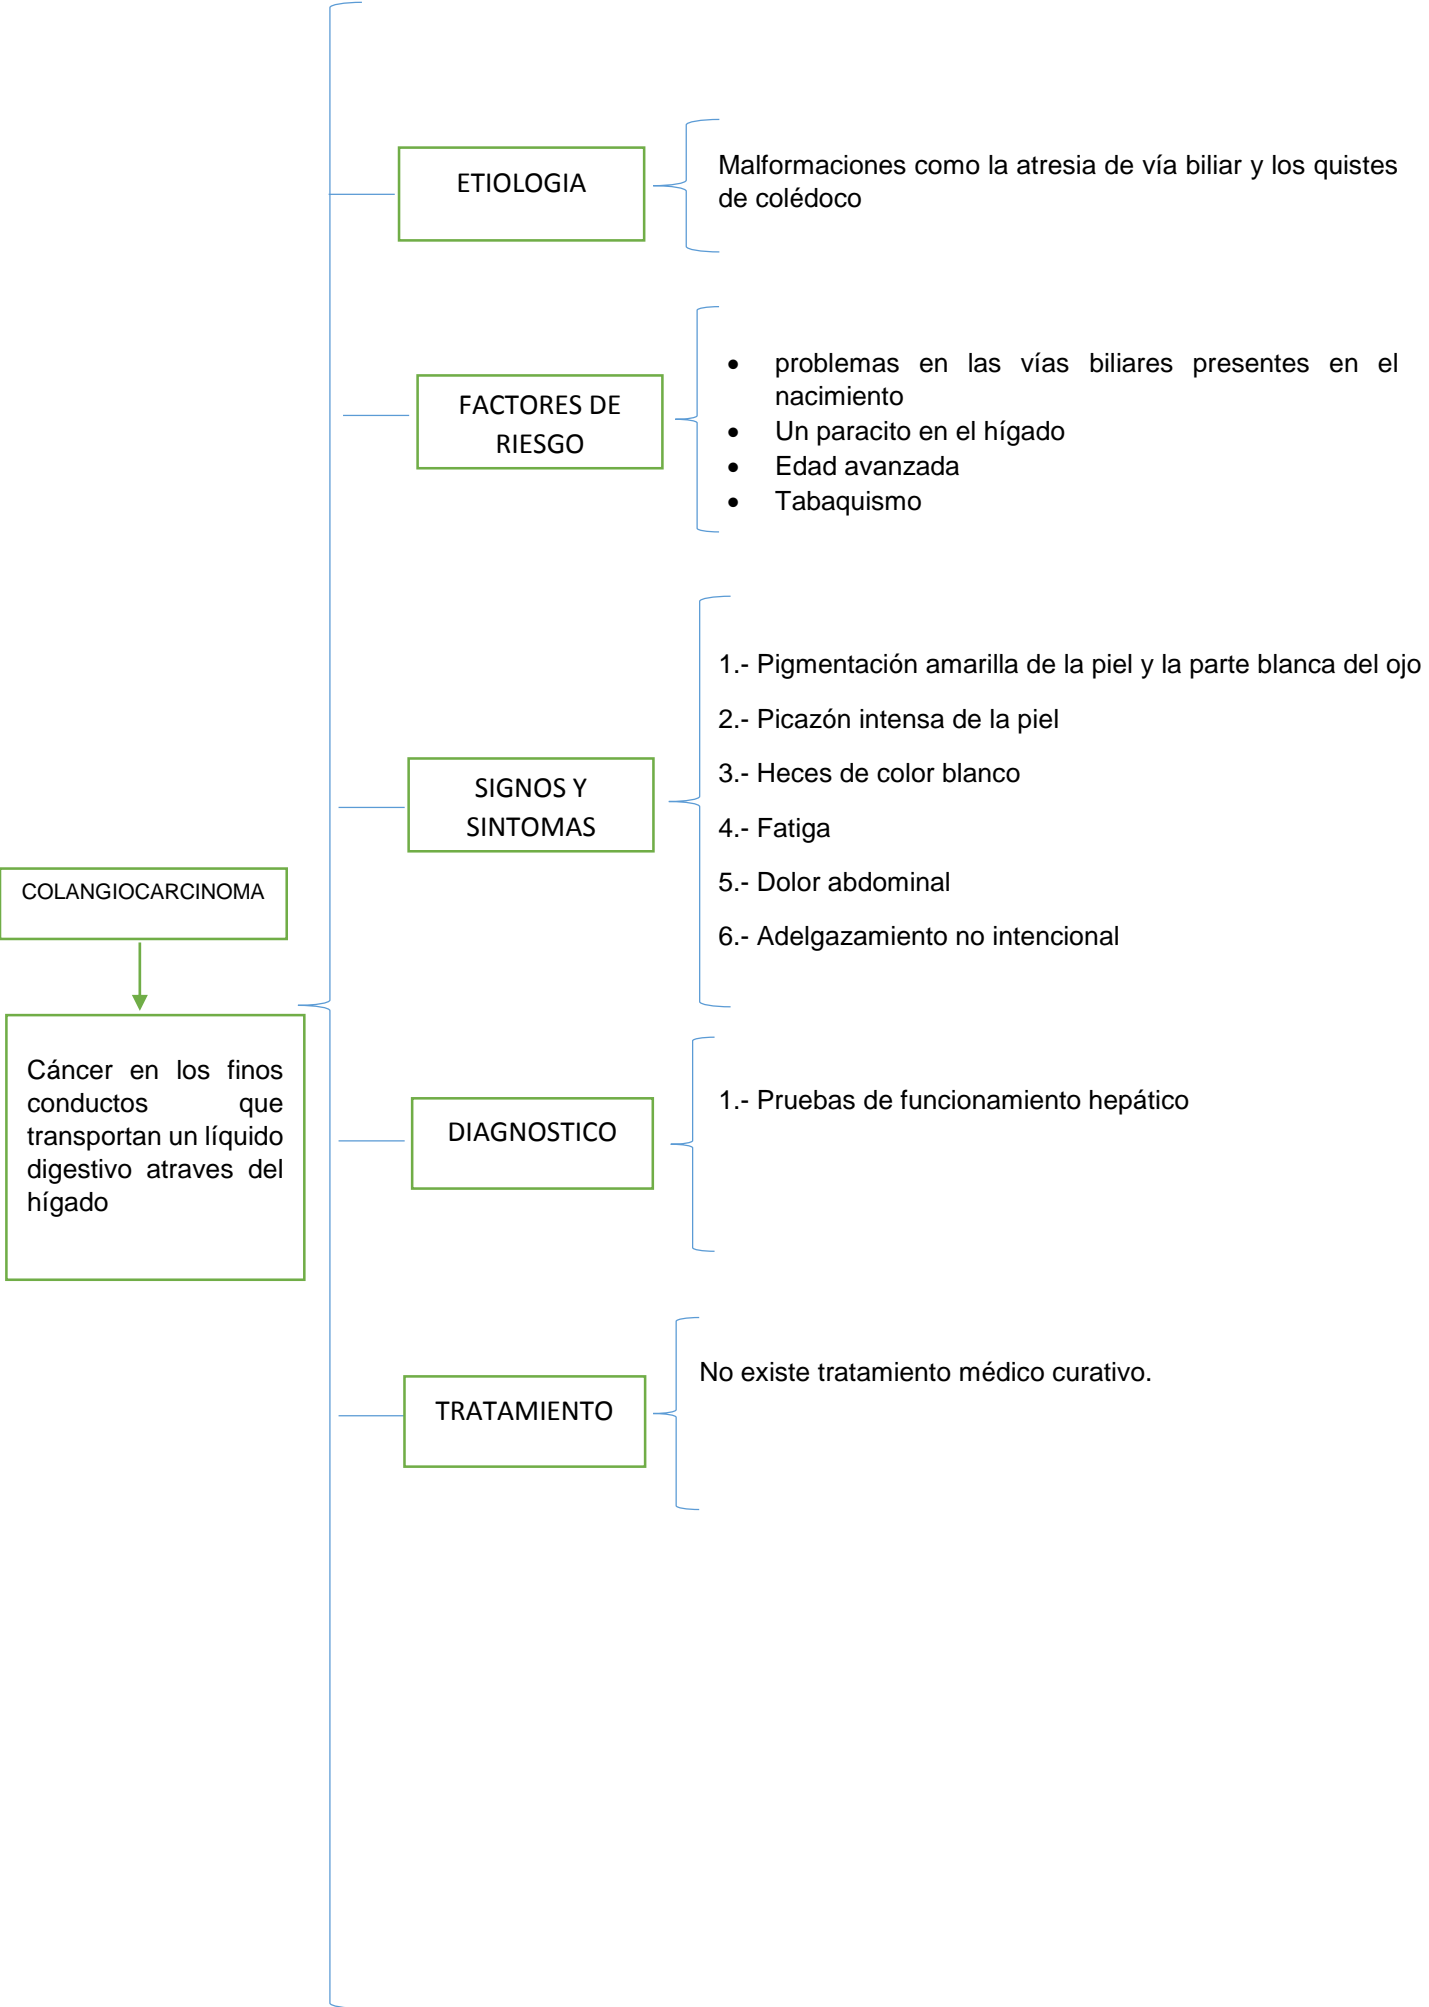 COLANGIOCARCINOMA
Cáncer en los finos
conductos que
transportan un líquido
digestivo atraves del
hígado
ETIOLOGIA
Malformaciones como la atresia de vía biliar y los quistes
de colédoco
FACTORES DE
RIESGO
• problemas en las vías biliares presentes en el
nacimiento
• Un paracito en el hígado
• Edad avanzada
• Tabaquismo
SIGNOS Y
SINTOMAS
1.- Pigmentación amarilla de la piel y la parte blanca del ojo
2.- Picazón intensa de la piel
3.- Heces de color blanco
4.- Fatiga
5.- Dolor abdominal
6.- Adelgazamiento no intencional
DIAGNOSTICO
1.- Pruebas de funcionamiento hepático
TRATAMIENTO
No existe tratamiento médico curativo.